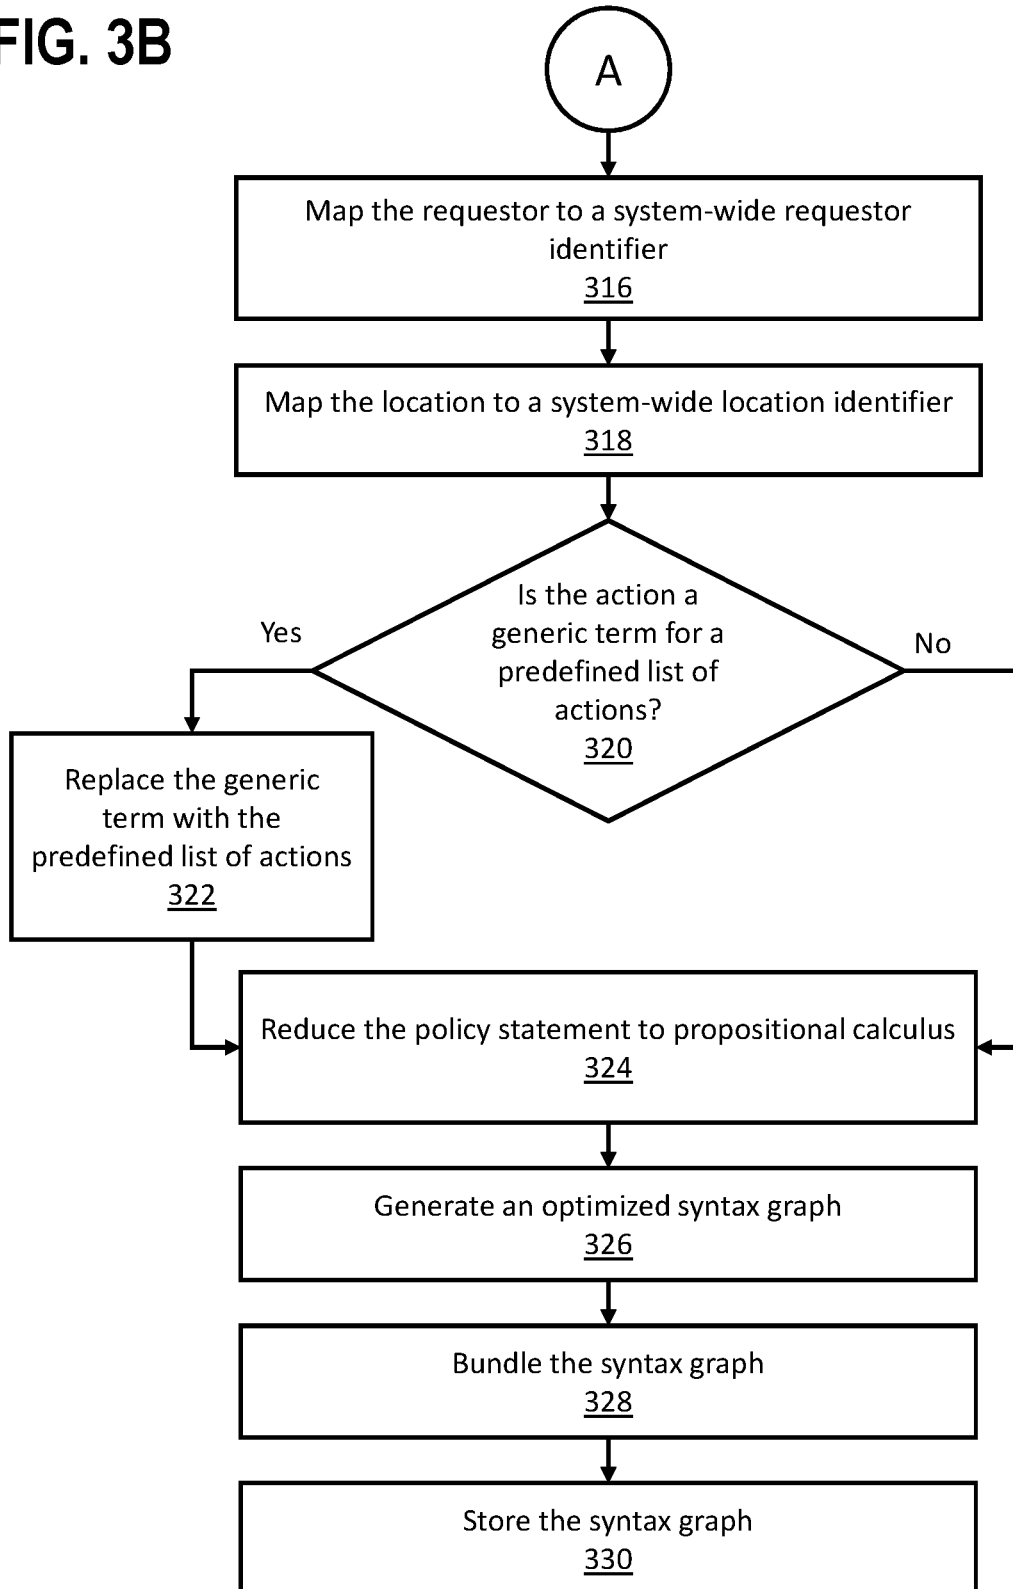 FIG. 3B
A
Map the requestor to a system-wide requestor
identifier
316
Map the location to a system-wide location identifier
318
Is the action a
generic term for a
predefined list of
actions?
320
Yes
No
Replace the generic
term with the
predefined list of actions
322
Reduce the policy statement to propositional calculus
324
Generate an optimized syntax graph
326
Bundle the syntax graph
328
Store the syntax graph
330